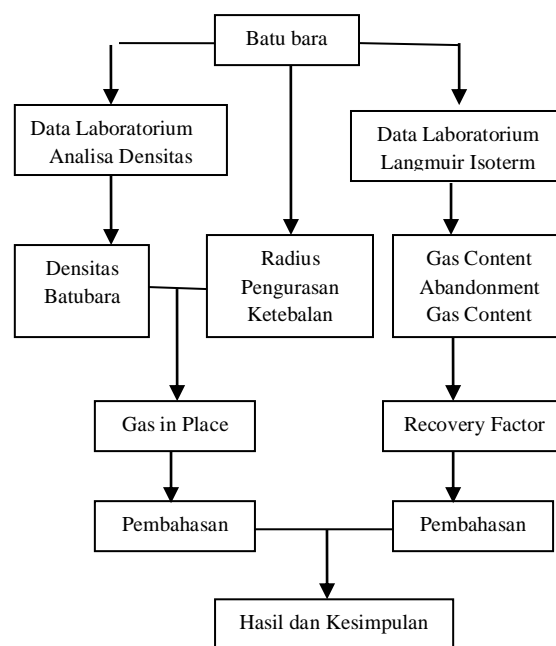 Batu bara
Data Laboratorium
Analisa Densitas
Data Laboratorium
Langmuir Isoterm
Densitas
Batubara
Radius
Pengurasan
Ketebalan
Gas Content
Abandonment
Gas Content
Gas in Place
Recovery Factor
Pembahasan
Pembahasan
Hasil dan Kesimpulan